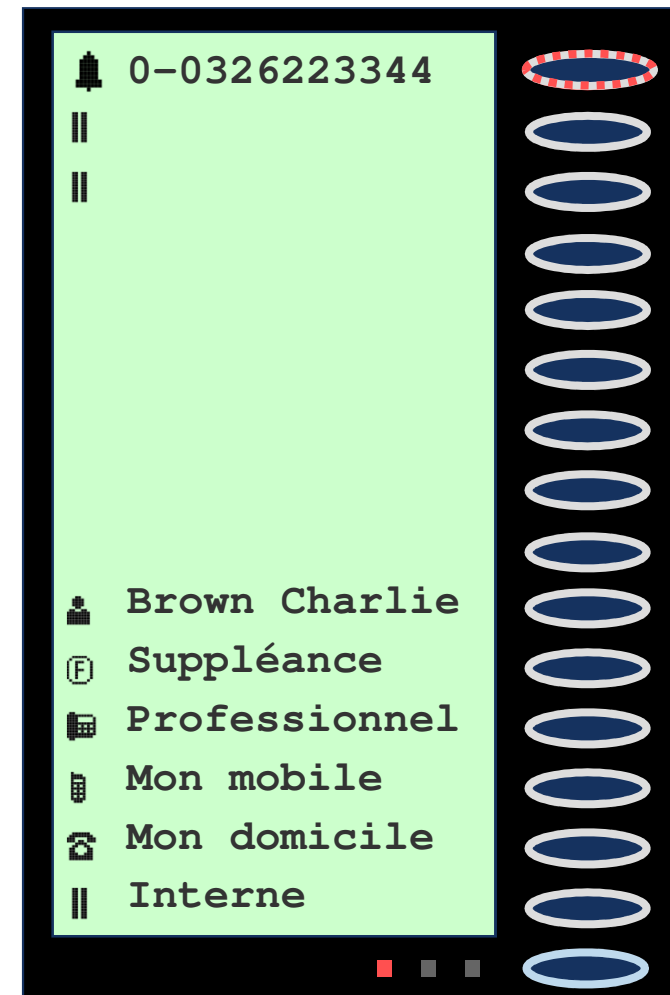 0-0326223344
Brown Charlie
Suppléance
F
Professionnel
Mon mobile
Mon domicile
Interne